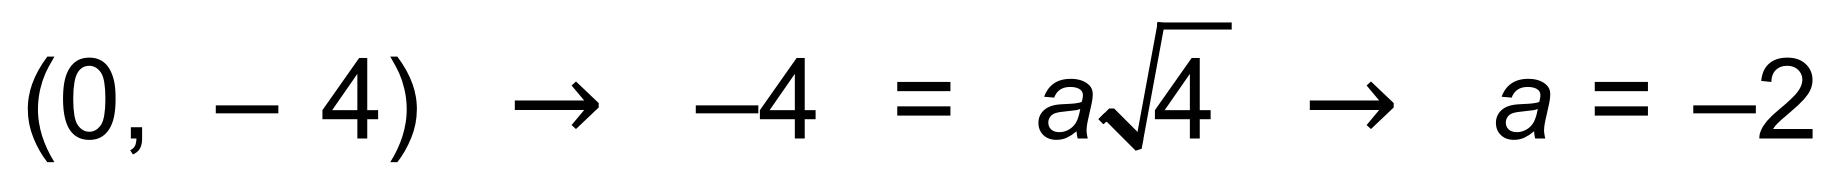 (0, − 4) → −4 = a√4 → a = −2